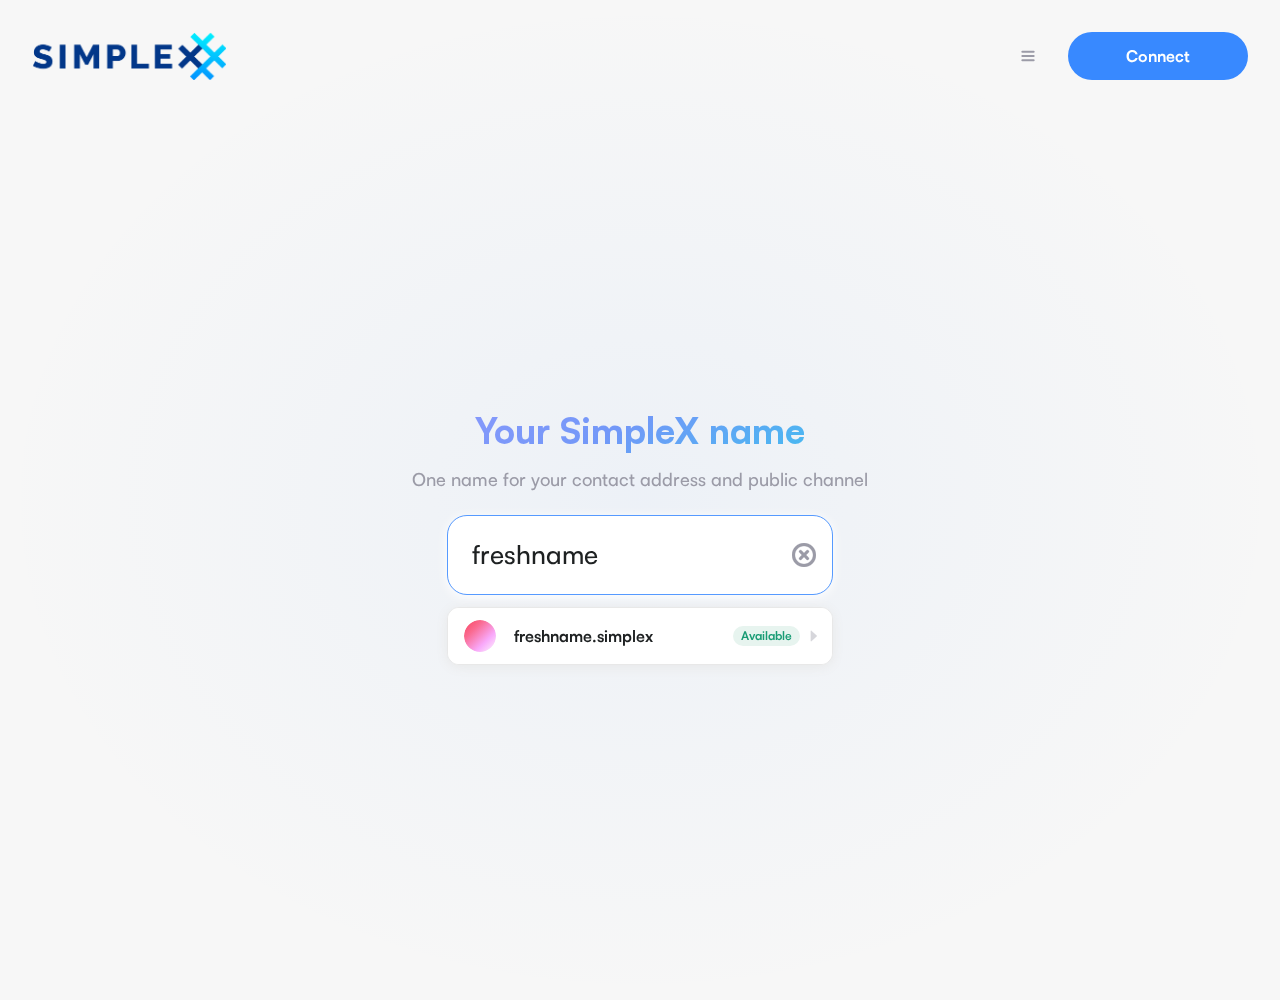 SIMPLEX
Connect
Your SimpleX name
One name for your contact address and public channel
freshname
freshname.simplex
Available